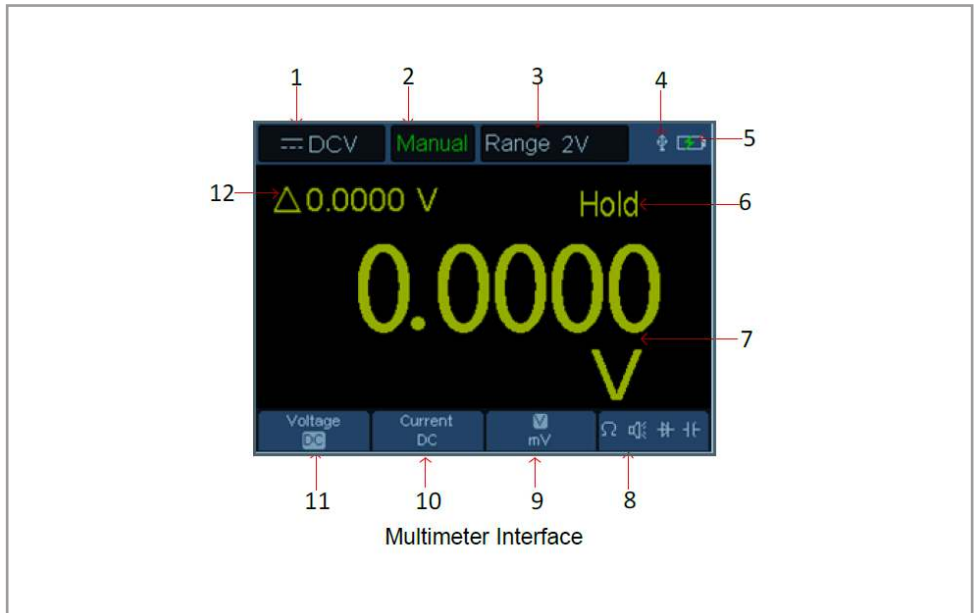 1 2 3 4 5
⎓ DCV Manual Range 2V
12 △0.0000 V Hold 6
0.0000
7
V
Voltage Current V Ω
DC DC mV
11 10 9 8
Multimeter Interface